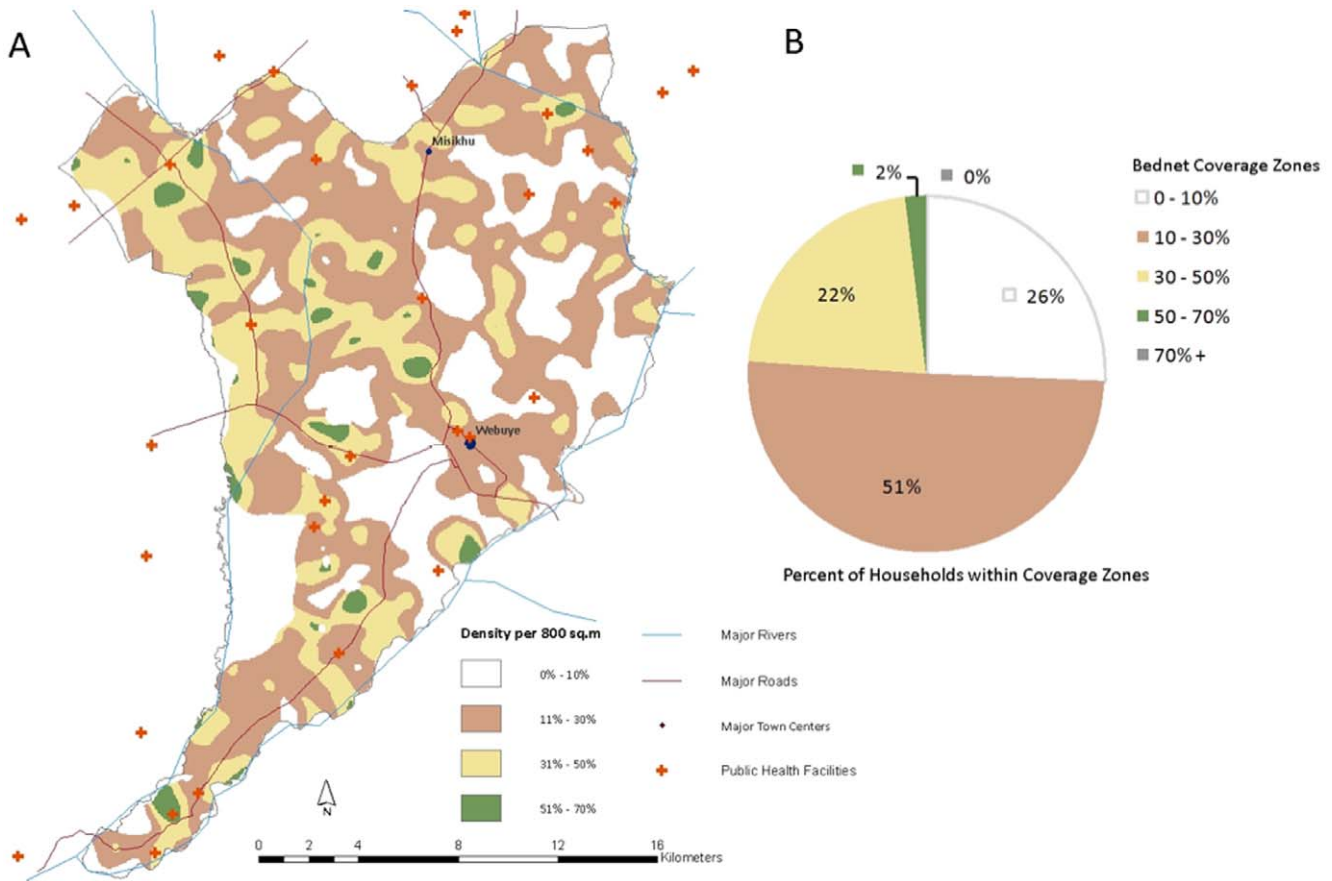 A
Misikhu
Webuye
Density per 800 sq.m
0% - 10%
11% - 30%
31% - 50%
51% - 70%
Major Rivers
Major Roads
Major Town Centers
Public Health Facilities
N
0 2 4 8 12 16
Kilometers
B
2% 0%
22%
26%
51%
Percent of Households within Coverage Zones
Bednet Coverage Zones
0 - 10%
10 - 30%
30 - 50%
50 - 70%
70% +